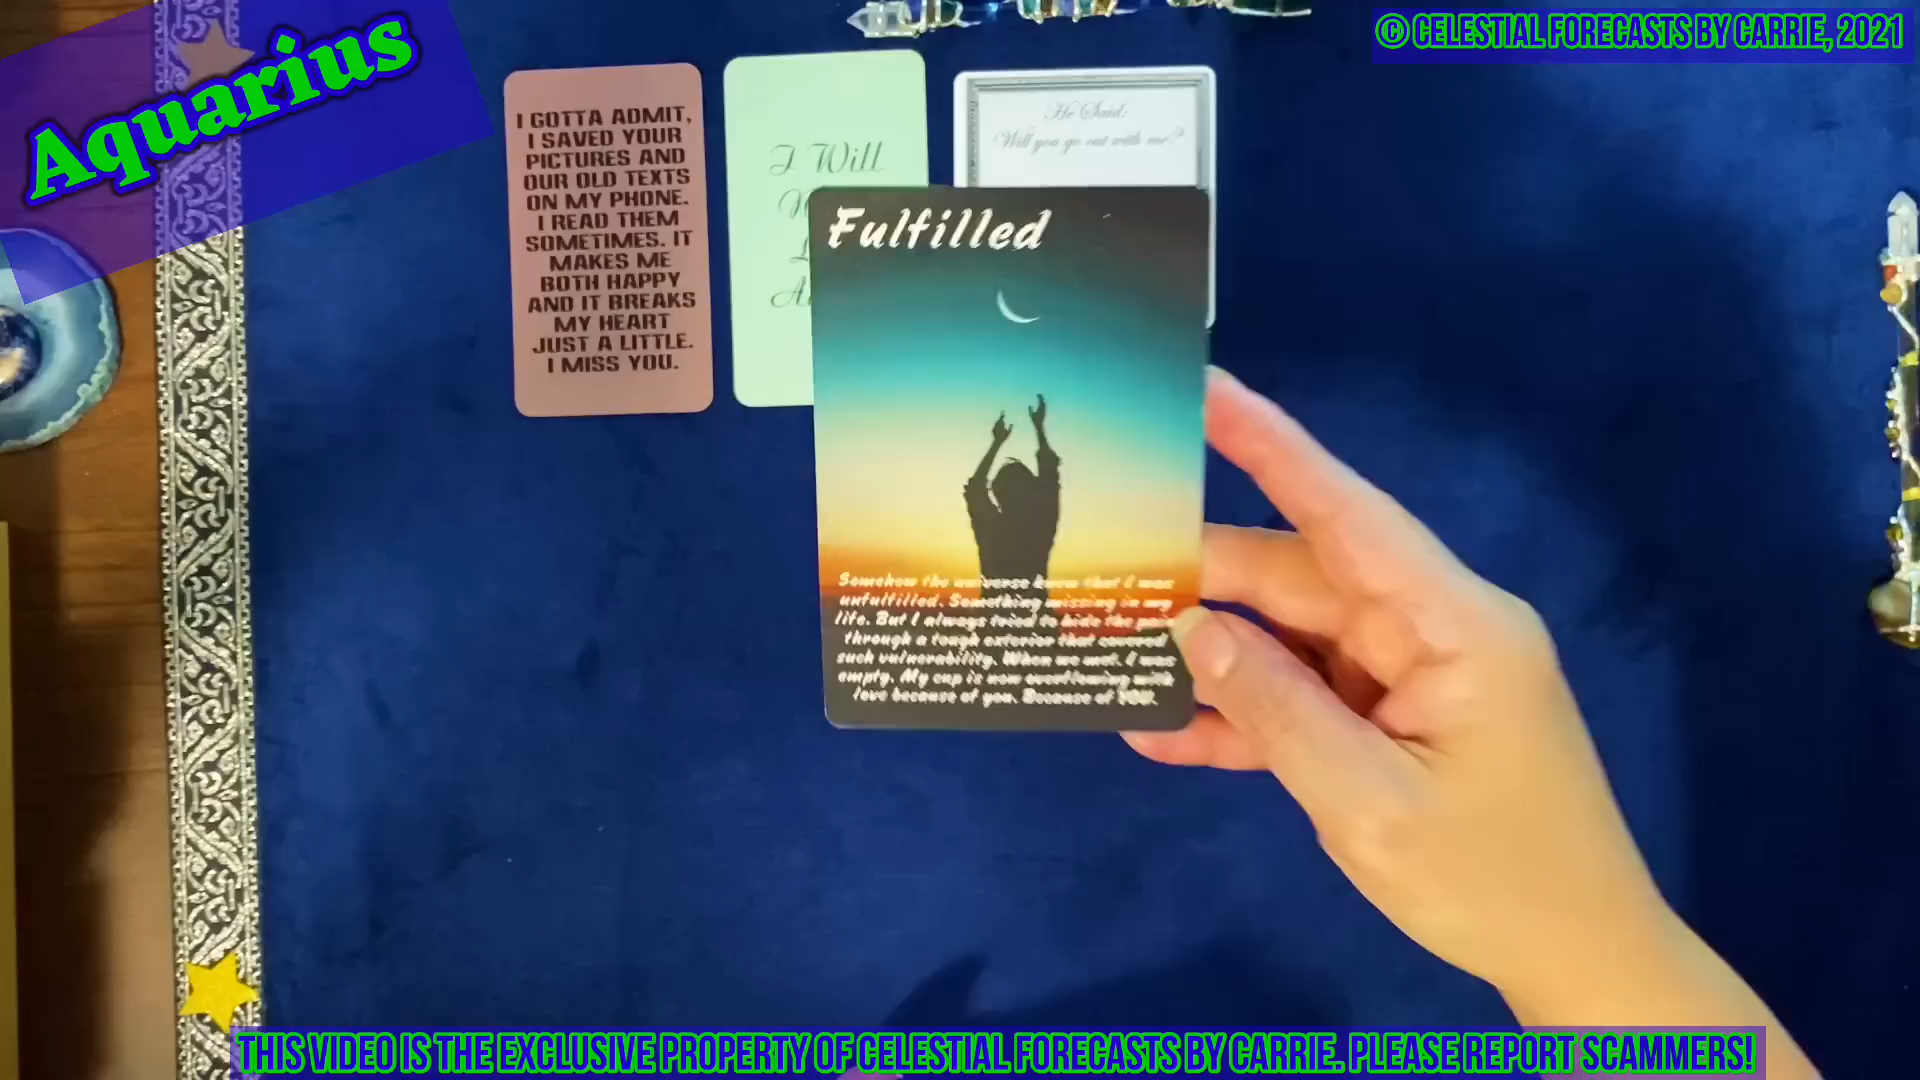 Aquarius
© CELESTIAL FORECASTS BY CARRIE, 2021
I GOTTA ADMIT,
I SAVED YOUR
PICTURES AND
OUR OLD TEXTS
ON MY PHONE.
I READ THEM
SOMETIMES. IT
MAKES ME
BOTH HAPPY
AND IT BREAKS
MY HEART
JUST A LITTLE.
I MISS YOU.
I Will
He Said:
Will you go out with me?
Fulfilled
Somehow the universe knew that I was
unfulfilled. Something missing in my
life. But I always tried to hide the pain
through a tough exterior that covered
such vulnerability. When we met, I was
empty. My cup is now overflowing with
love because of you. Because of YOU.
THIS VIDEO IS THE EXCLUSIVE PROPERTY OF CELESTIAL FORECASTS BY CARRIE. PLEASE REPORT SCAMMERS!